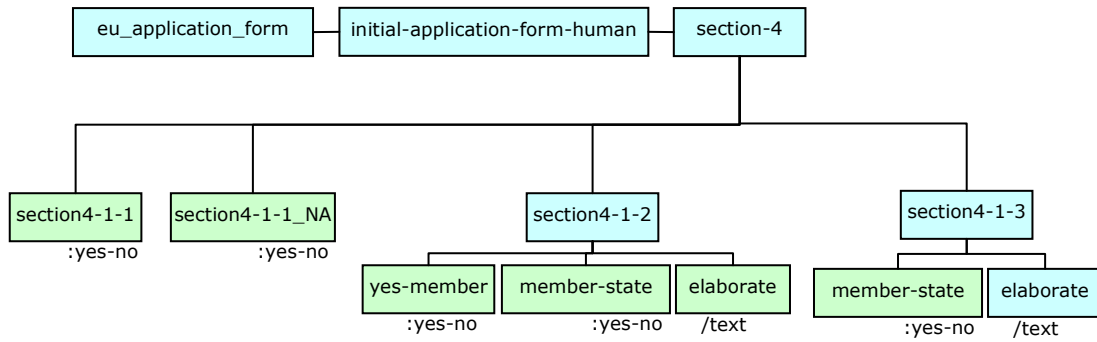 eu_application_form
initial-application-form-human
section-4
section4-1-1
:yes-no
section4-1-1_NA
:yes-no
section4-1-2
section4-1-3
yes-member
:yes-no
member-state
:yes-no
elaborate
/text
member-state
:yes-no
elaborate
/text